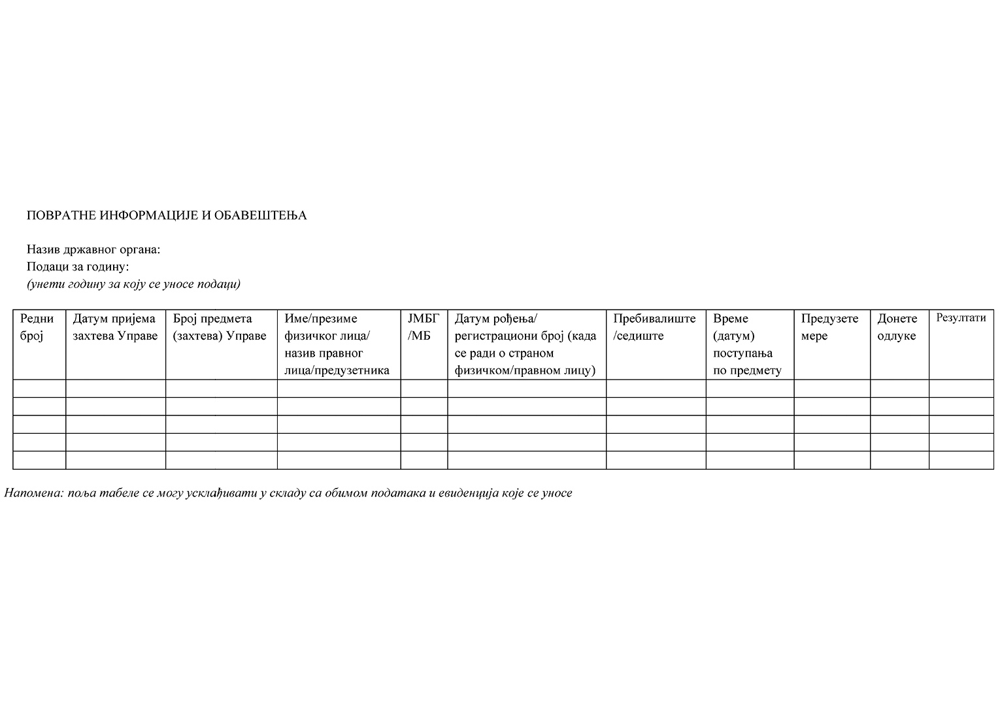 ПОВРАТНЕ ИНФОРМАЦИЈЕ И ОБАВЕШТЕЊА
Назив државног органа:
Подаци за годину:
(унети годину за коју се уносе подаци)
Редни
број
Датум пријема
захтева Управе
Број предмета
(захтева) Управе
Име/презиме
физичког лица/
назив правног
лица/предузетника
ЈМБГ
/МБ
Датум рођења/
регистрациони број (када
се ради о страном
физичком/правном лицу)
Пребивалиште
/седиште
Време
(датум)
поступања
по предмету
Предузете
мере
Донете
одлуке
Резултати
Напомена: поља табеле се могу усклађивати у складу са обимом података и евиденција које се уносе